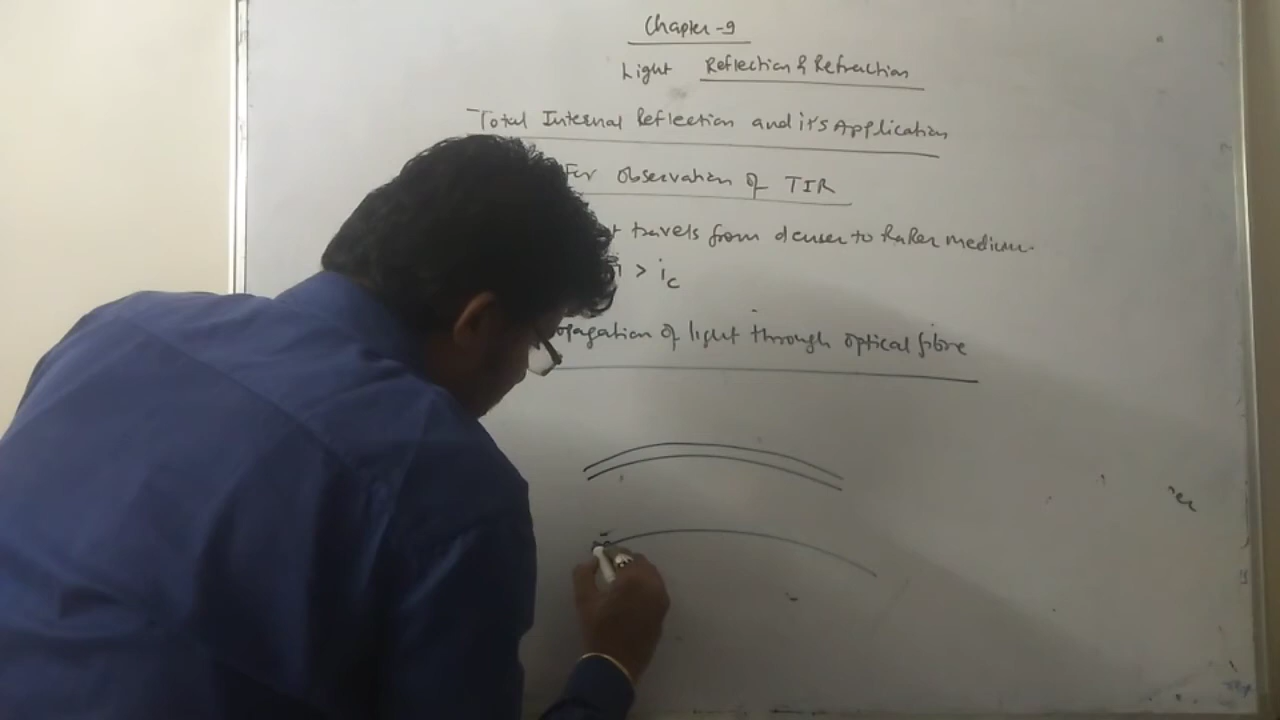 Chapter-9
Light Reflection & Refraction
Total Internal Reflection and it's Application
For observation of TIR
travels from denser to Rarer medium.
> ic
opagation of light through optical fibre